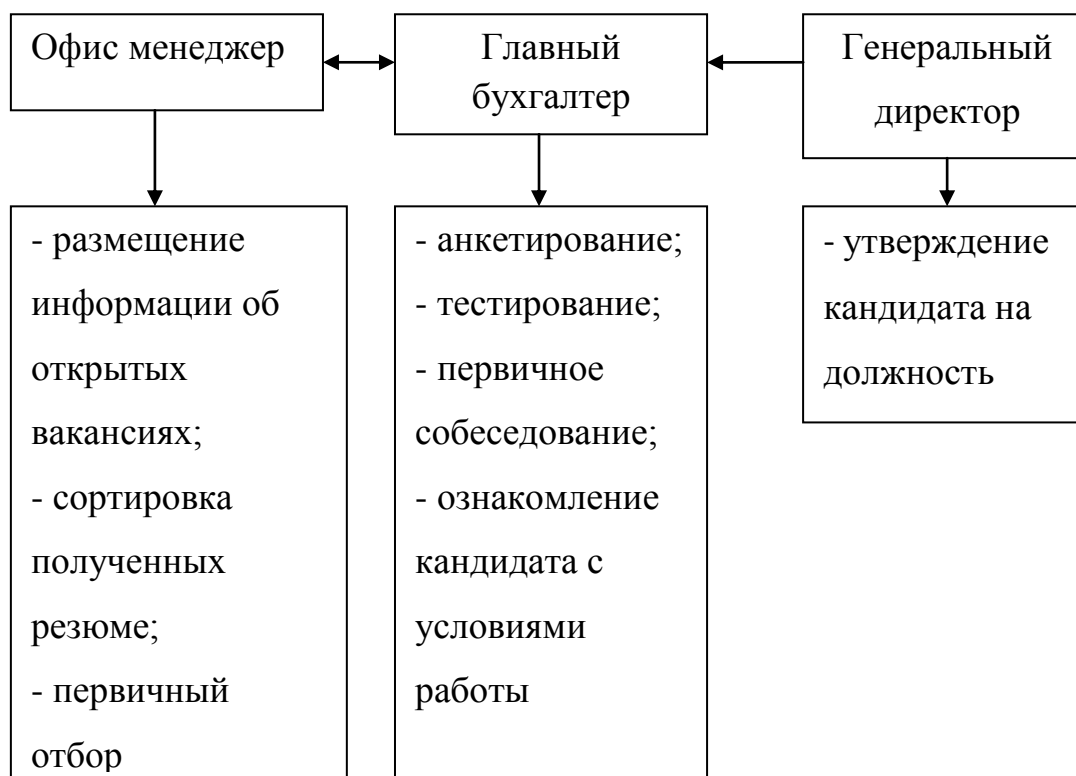 Офис менеджер
Главный
бухгалтер
Генеральный
директор
- размещение
информации об
открытых
вакансиях;
- сортировка
полученных
резюме;
- первичный
отбор
- анкетирование;
- тестирование;
- первичное
собеседование;
- ознакомление
кандидата с
условиями
работы
- утверждение
кандидата на
должность